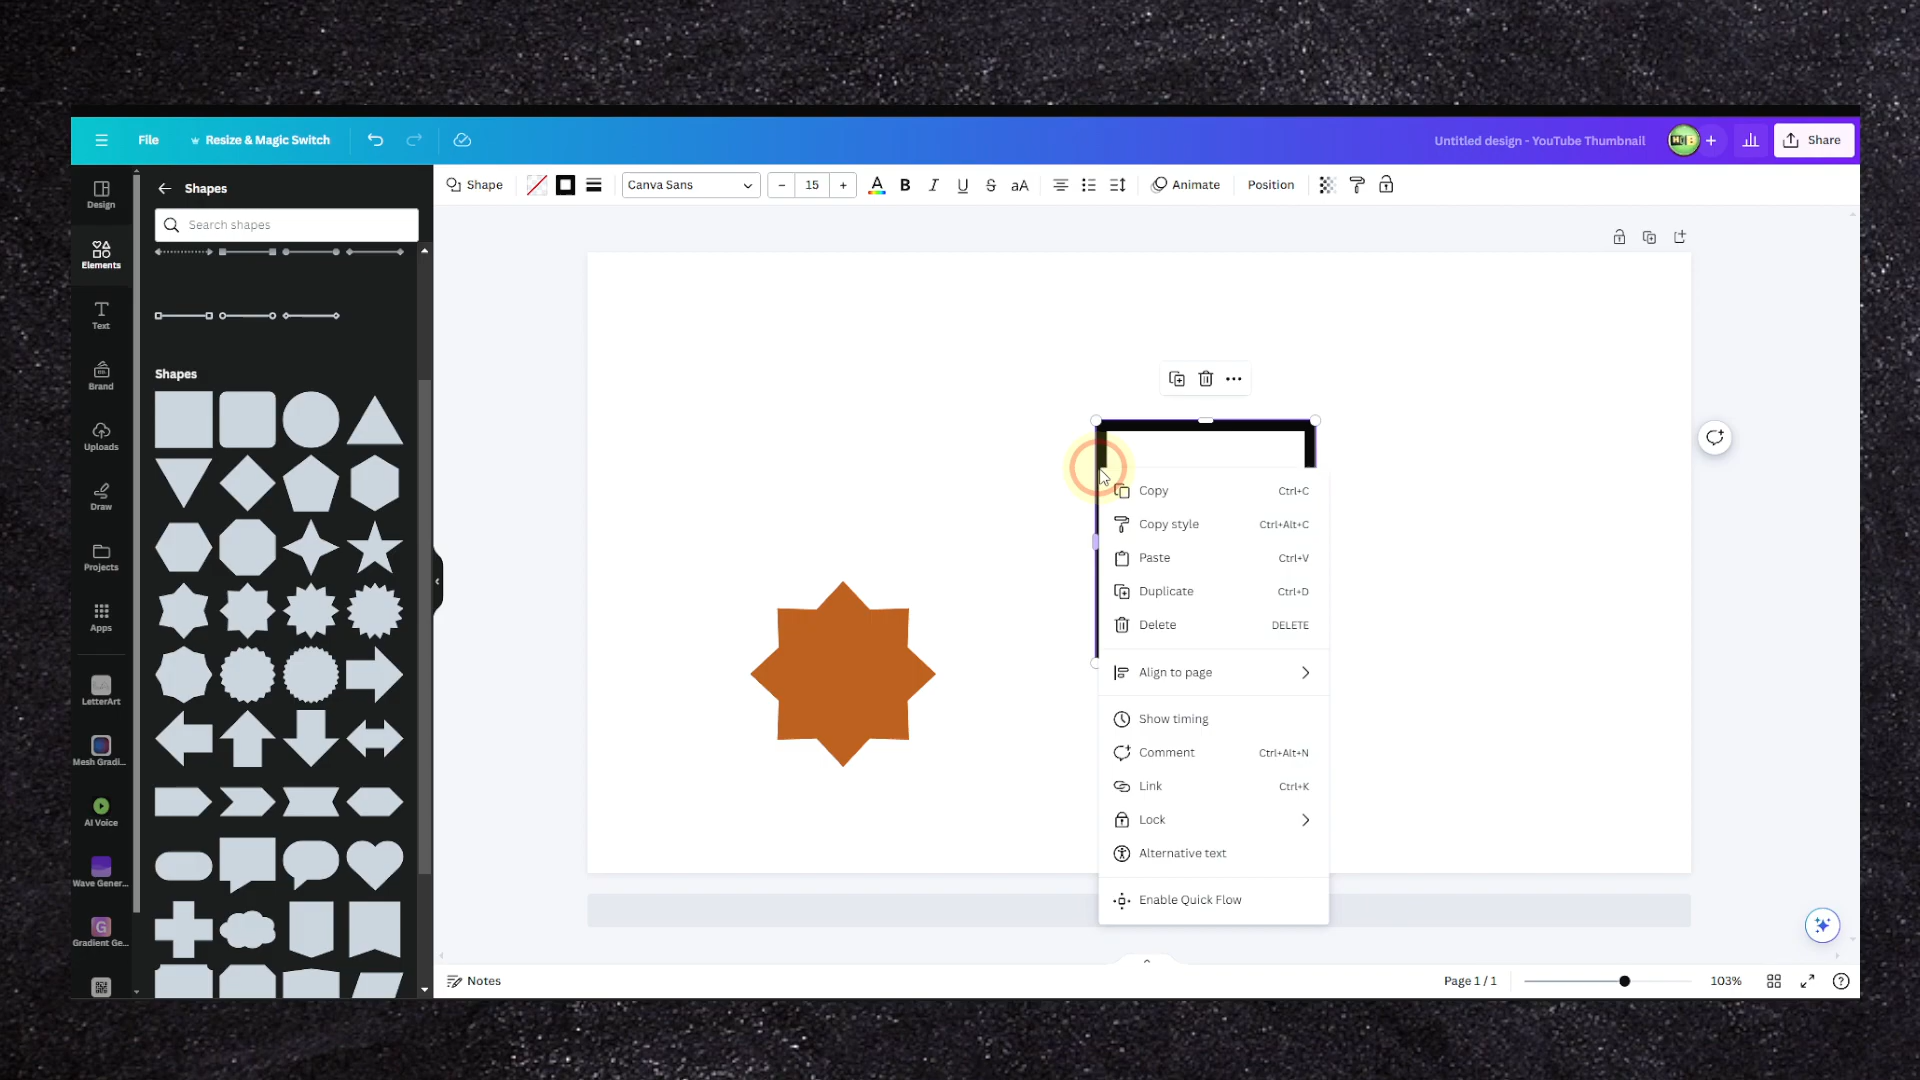 File
Resize & Magic Switch
Untitled design - YouTube Thumbnail
Share
Design
Elements
Text
Brand
Uploads
Draw
Projects
Apps
LetterArt
Mesh Gradi...
AI Voice
Wave Gener...
Gradient Ge...
Shapes
Search shapes
Shapes
Shape
Canva Sans
15
B
I
U
S
aA
Animate
Position
Copy Ctrl+C
Copy style Ctrl+Alt+C
Paste Ctrl+V
Duplicate Ctrl+D
Delete DELETE
Align to page
Show timing
Comment Ctrl+Alt+N
Link Ctrl+K
Lock
Alternative text
Enable Quick Flow
Notes
Page 1 / 1
103%